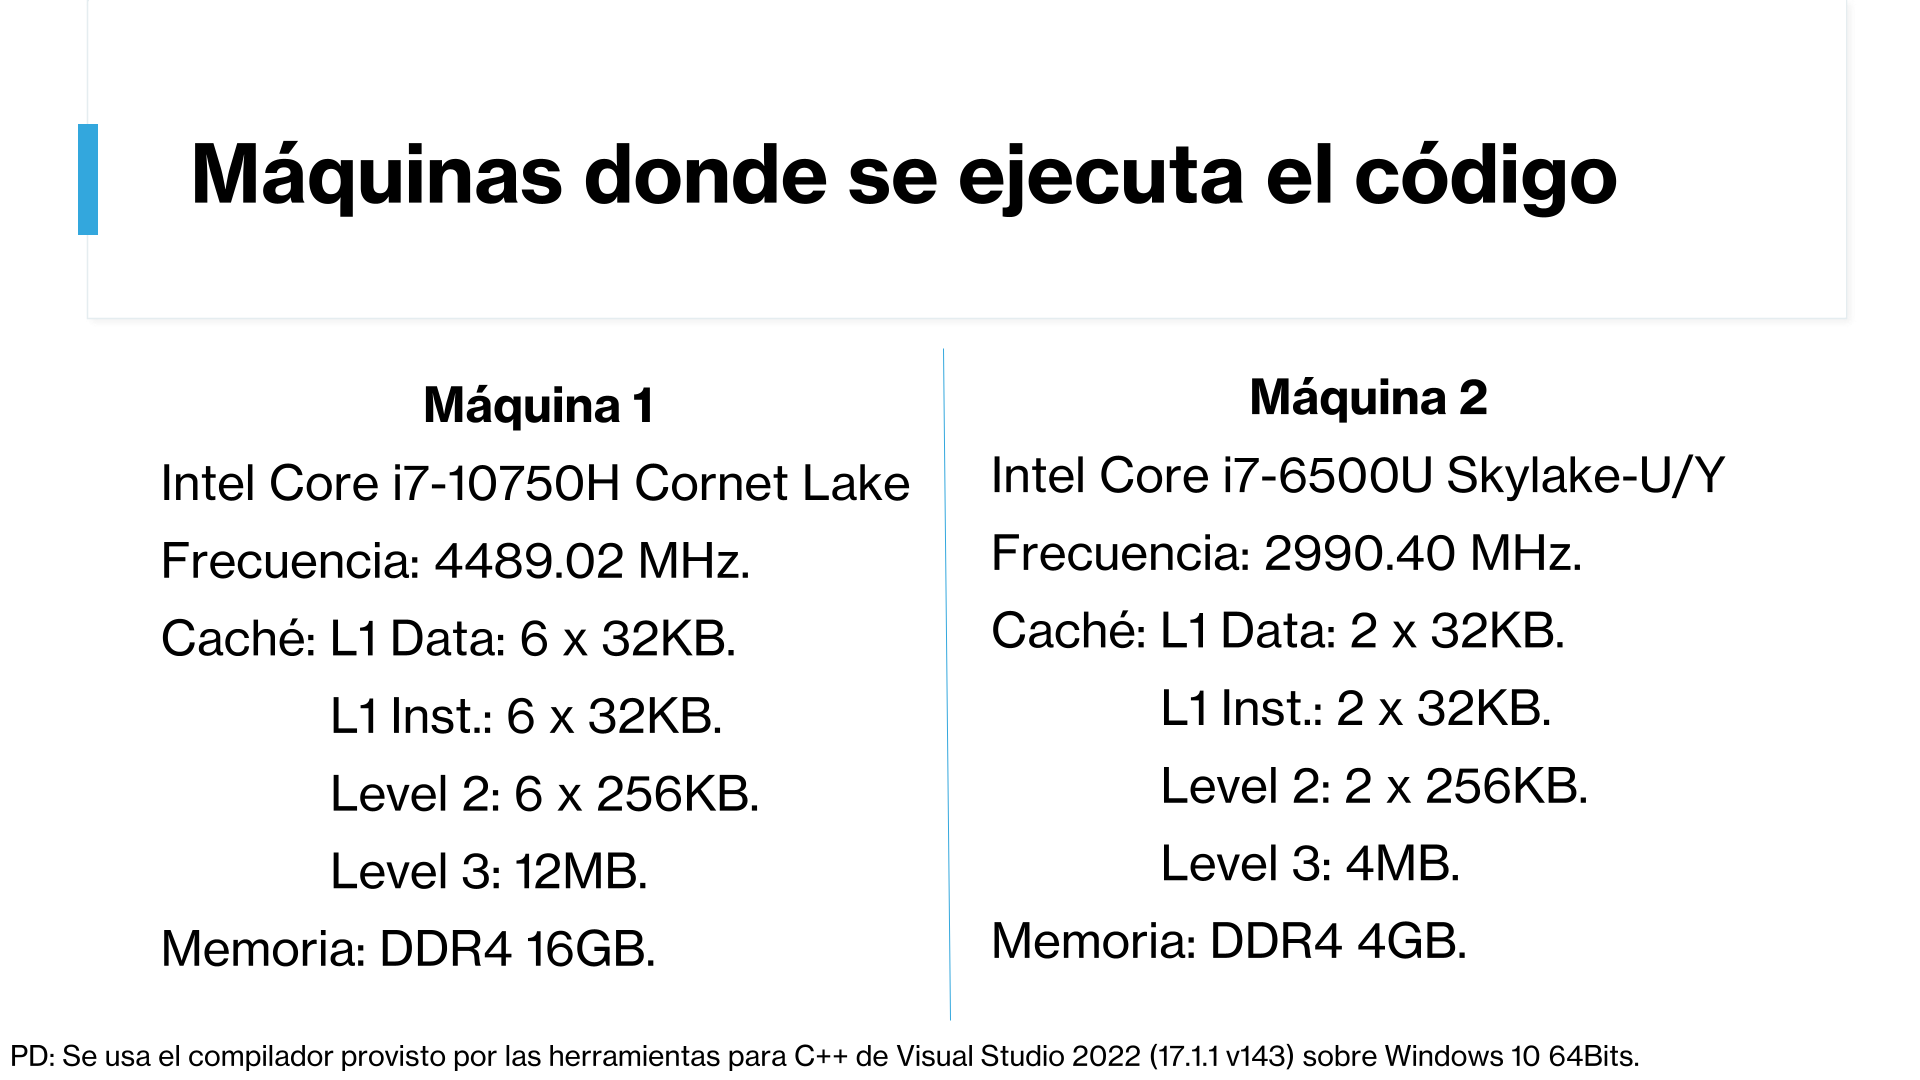 Máquinas donde se ejecuta el código
Máquina 1
Intel Core i7-10750H Cornet Lake
Frecuencia: 4489.02 MHz.
Caché: L1 Data: 6 x 32KB.
L1 Inst.: 6 x 32KB.
Level 2: 6 x 256KB.
Level 3: 12MB.
Memoria: DDR4 16GB.
Máquina 2
Intel Core i7-6500U Skylake-U/Y
Frecuencia: 2990.40 MHz.
Caché: L1 Data: 2 x 32KB.
L1 Inst.: 2 x 32KB.
Level 2: 2 x 256KB.
Level 3: 4MB.
Memoria: DDR4 4GB.
PD: Se usa el compilador provisto por las herramientas para C++ de Visual Studio 2022 (17.1.1 v143) sobre Windows 10 64Bits.